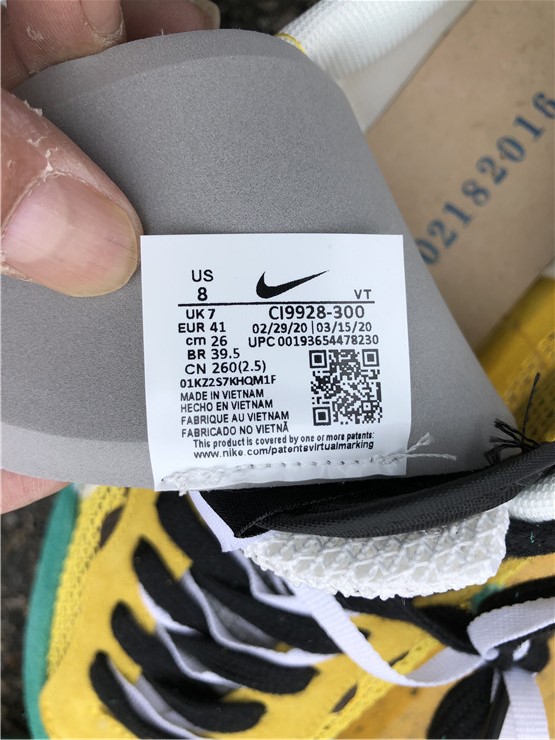 02182016
US
8
VT
UK 7
CI9928-300
EUR 41
02/29/20 | 03/15/20
cm 26
UPC 00193654478230
BR 39.5
CN 260(2.5)
01KZ2S7KHQM1F
MADE IN VIETNAM
HECHO EN VIETNAM
FABRIQUE AU VIETNAM
FABRICADO NO VIETNÃ
This product is covered by one or more patents:
www.nike.com/patentsvirtualmarking